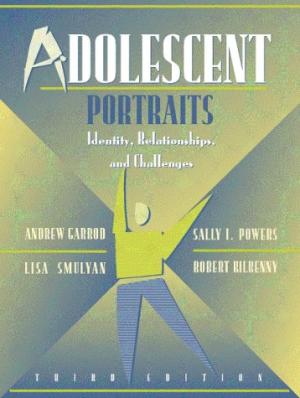 ADOLESCENT
PORTRAITS
Identity, Relationships,
and Challenges
ANDREW GARROD
SALLY I. POWERS
LISA SMULYAN
ROBERT KILKENNY
THIRD EDITION